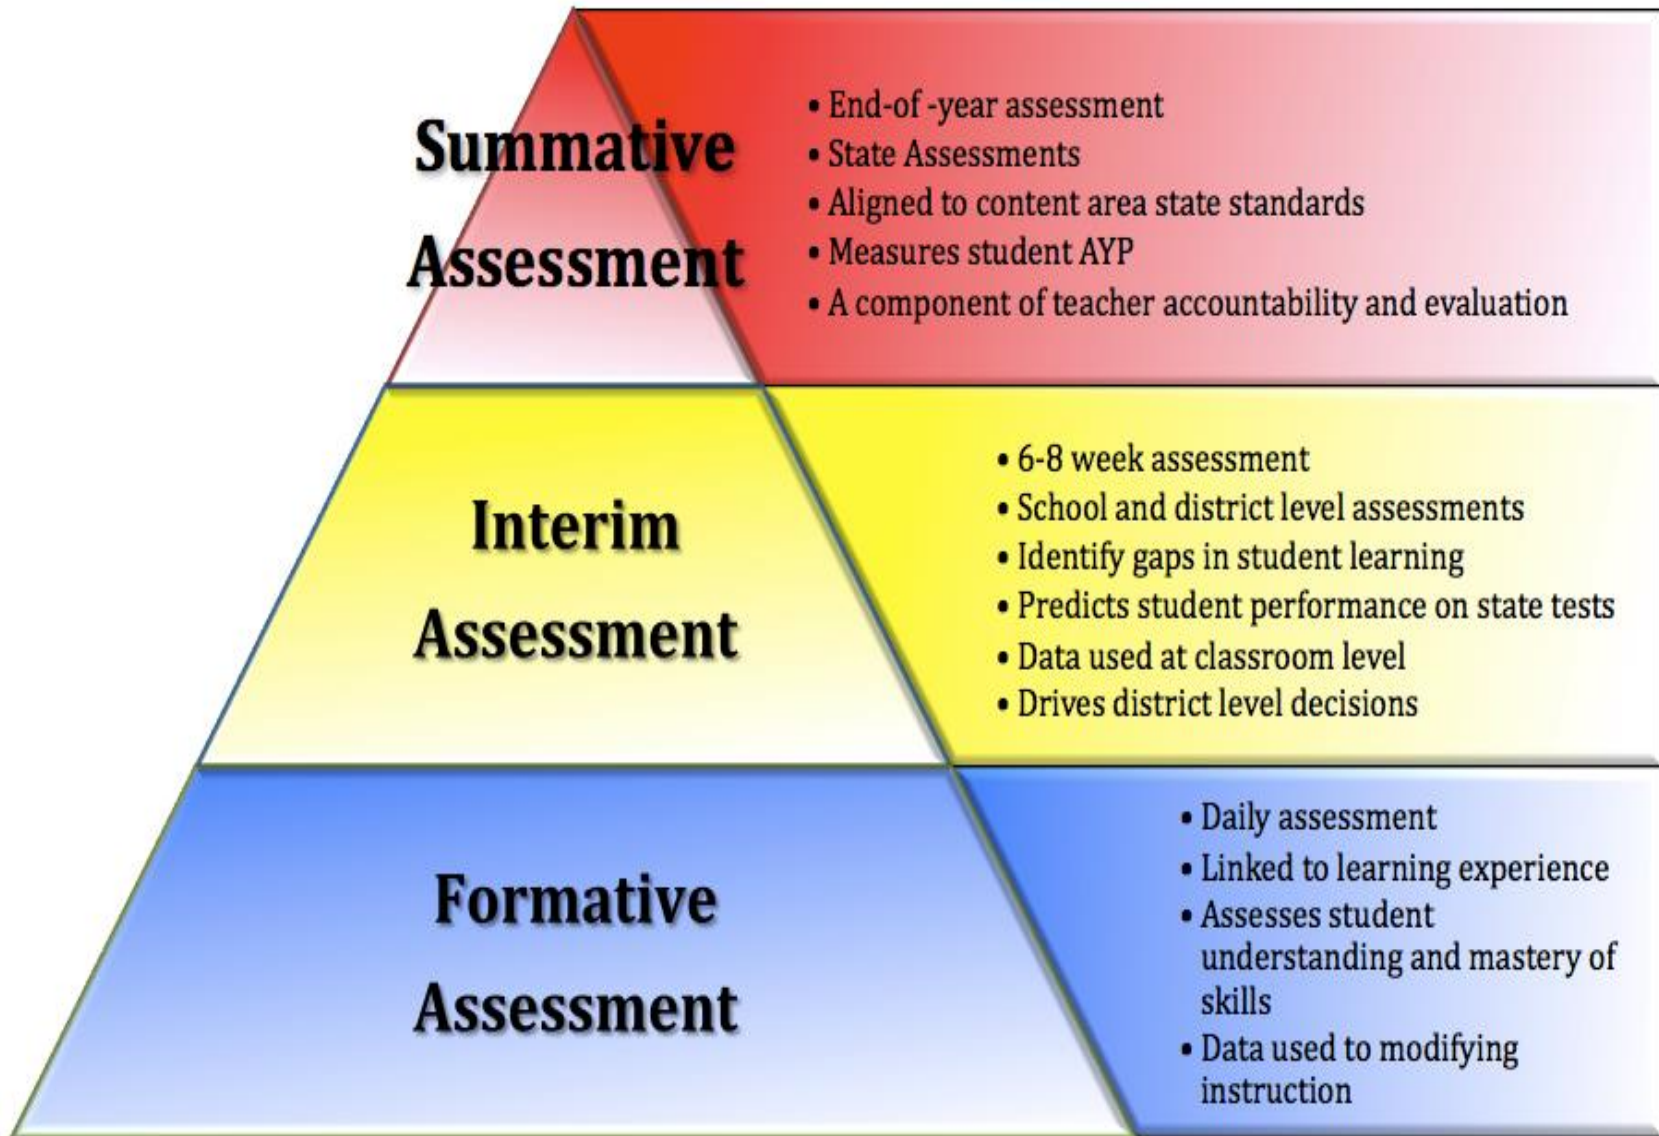 Summative
Assessment
• End-of -year assessment
• State Assessments
• Aligned to content area state standards
• Measures student AYP
• A component of teacher accountability and evaluation
Interim
Assessment
• 6-8 week assessment
• School and district level assessments
• Identify gaps in student learning
• Predicts student performance on state tests
• Data used at classroom level
• Drives district level decisions
Formative
Assessment
• Daily assessment
• Linked to learning experience
• Assesses student
understanding and mastery of
skills
• Data used to modifying
instruction